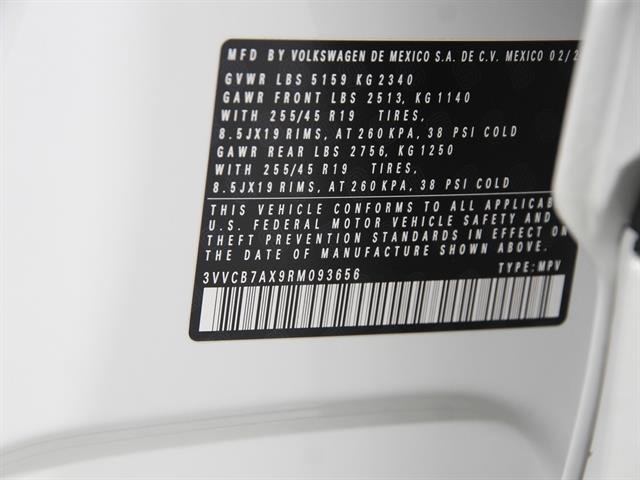 MFD BY VOLKSWAGEN DE MEXICO S.A. DE C.V. MEXICO 02/2
GVWR LBS 5159 KG 2340
GAWR FRONT LBS 2513, KG 1140
WITH 255/45 R19 TIRES,
8.5JX19 RIMS, AT 260 KPA, 38 PSI COLD
GAWR REAR LBS 2756, KG 1250
WITH 255/45 R19 TIRES,
8.5JX19 RIMS, AT 260 KPA, 38 PSI COLD
THIS VEHICLE CONFORMS TO ALL APPLICAB
U.S. FEDERAL MOTOR VEHICLE SAFETY AND
THEFT PREVENTION STANDARDS IN EFFECT
THE DATE OF MANUFACTURE SHOWN ABOVE.
3VVCB7AX9RM093656 TYPE: MPV